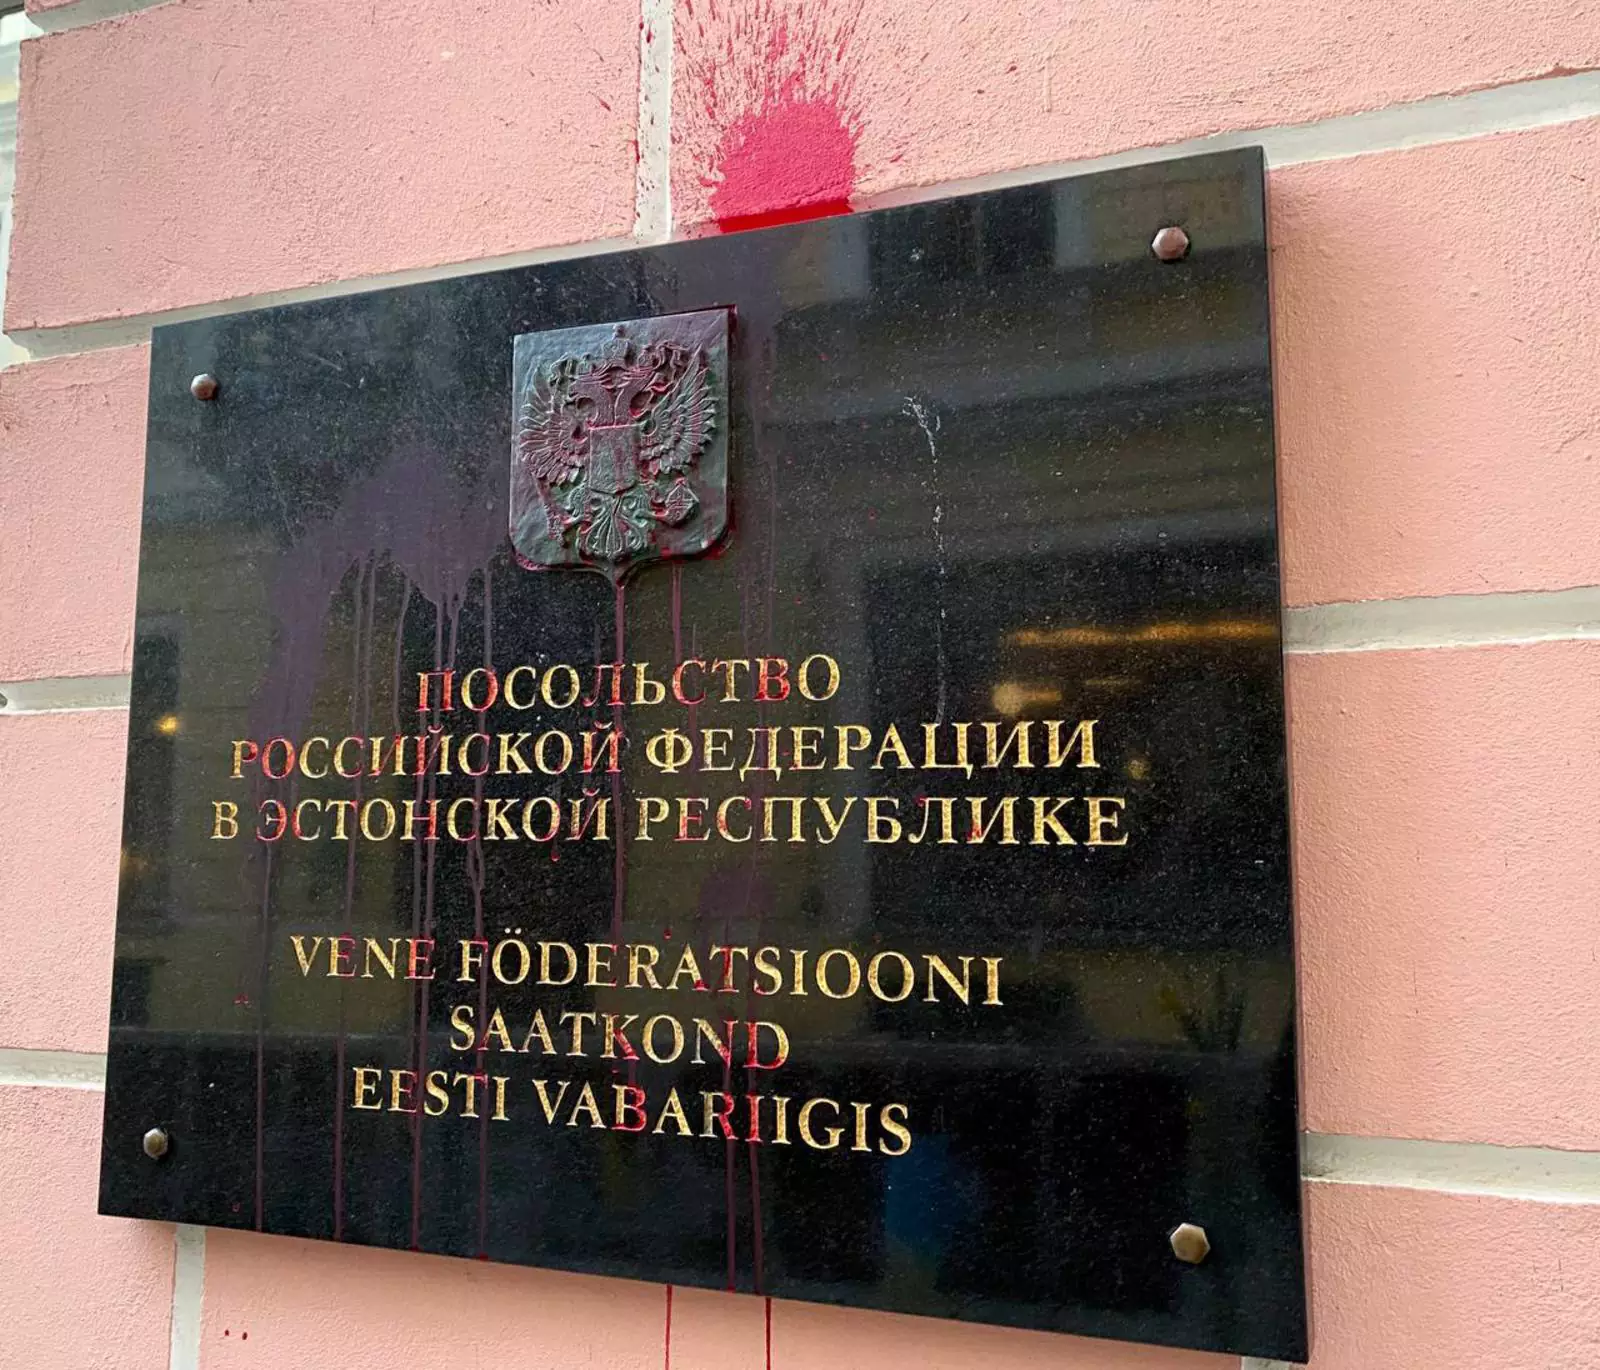 ПОСОЛЬСТВО
РОССИЙСКОЙ ФЕДЕРАЦИИ
В ЭСТОНСКОЙ РЕСПУБЛИКЕ
VENE FÖDERATSIOONI
SAATKOND
EESTI VABARIIGIS